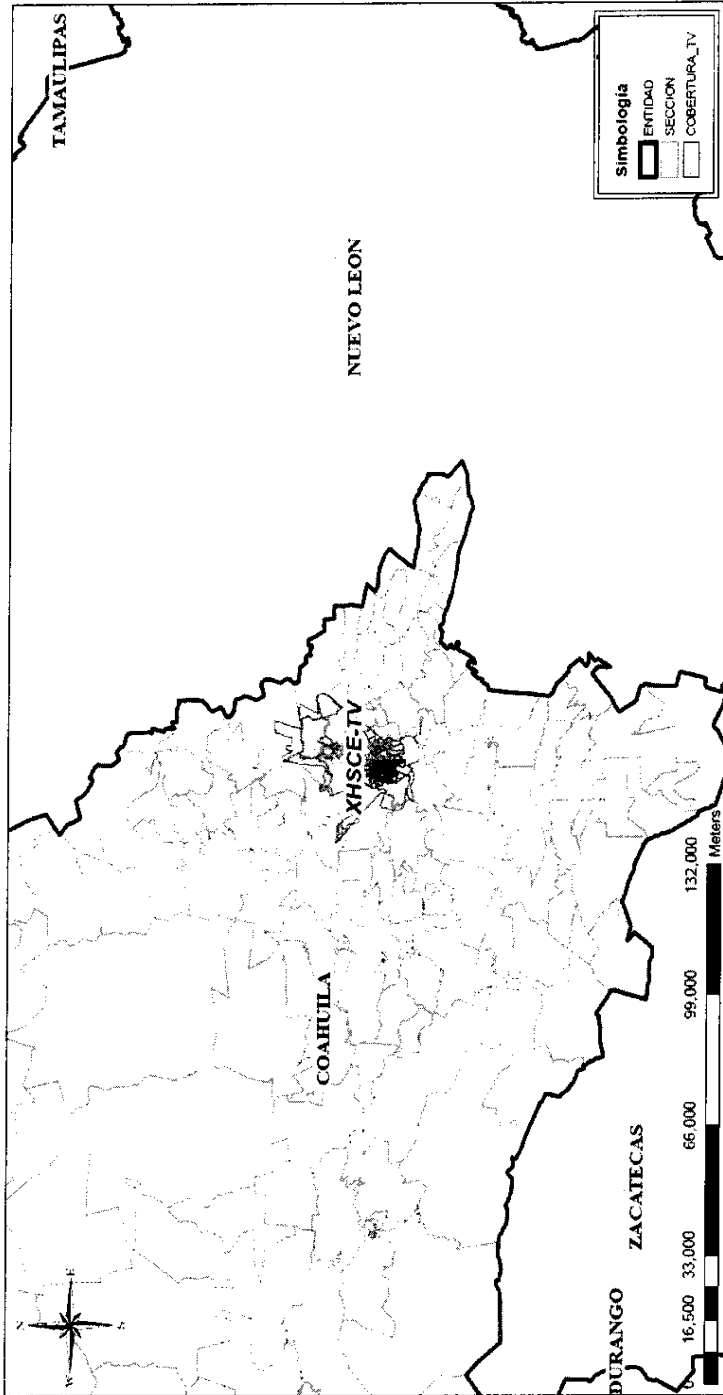 TAMAULIPAS
NUEVO LEON
XHSCE-TV
COAHUILA
ZACATECAS
DURANGO
N
W
E
Simbología
ENTIDAD
SECCION
COBERTURA_TV
0 16,500 33,000 66,000 99,000 132,000
Meters